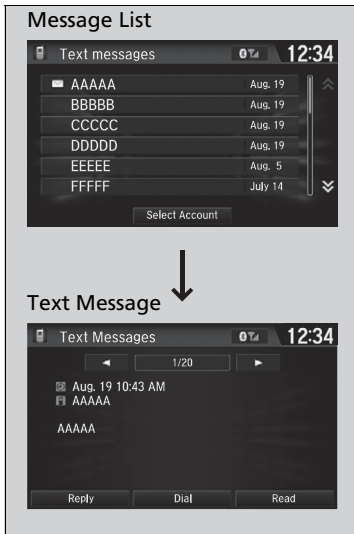 Message List
Text messages 12:34
AAAAA Aug. 19
BBBBB Aug. 19
CCCCC Aug. 19
DDDDD Aug. 19
EEEEE Aug. 5
FFFFF July 14
Select Account
Text Message
Text Messages 12:34
1/20
Aug. 19 10:43 AM
AAAAA
AAAAA
Reply Dial Read